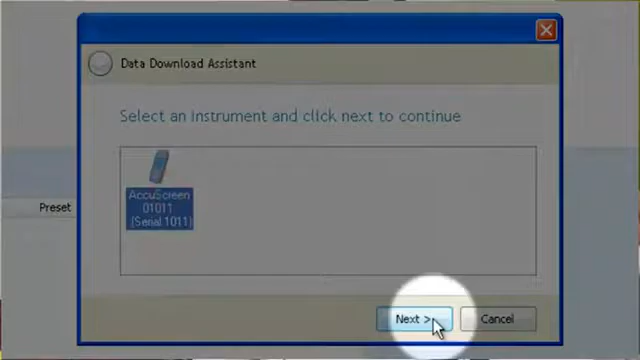 Data Download Assistant
Select an instrument and click next to continue
AccuScreen
01011
(Serial 1011)
Preset
Next >
Cancel